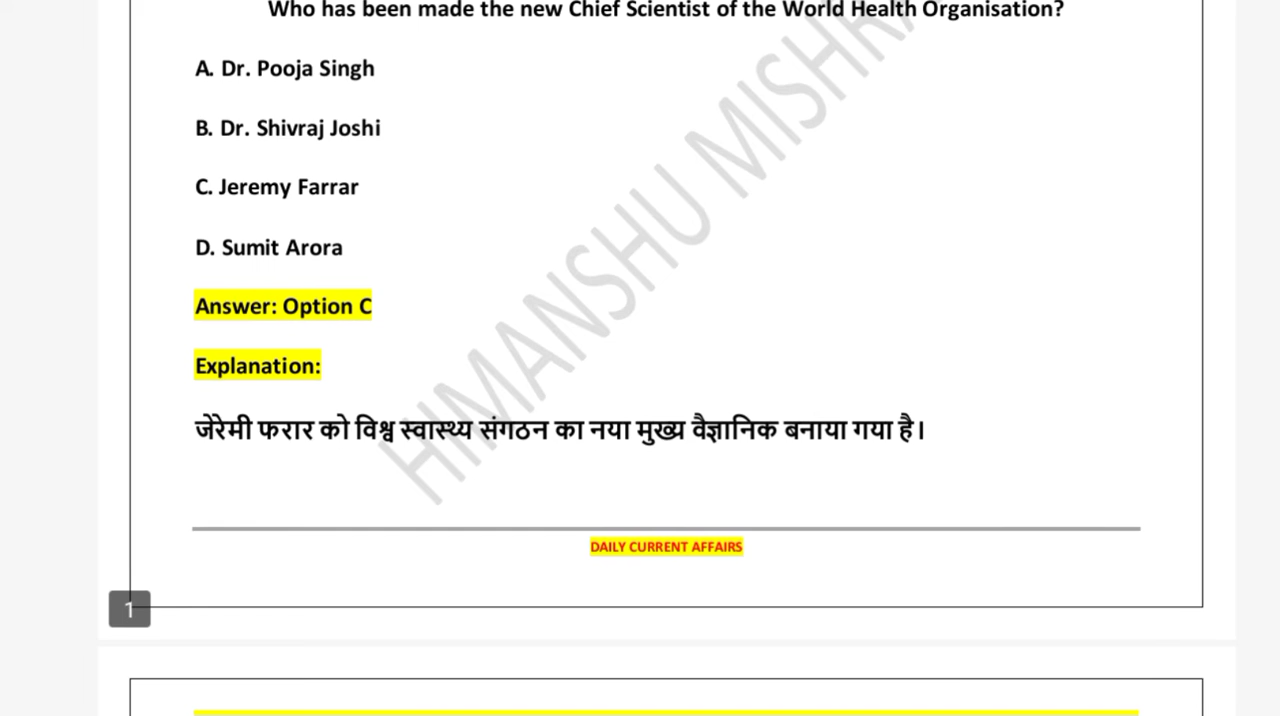 Who has been made the new Chief Scientist of the World Health Organisation?
A. Dr. Pooja Singh
B. Dr. Shivraj Joshi
C. Jeremy Farrar
D. Sumit Arora
Answer: Option C
Explanation:
जेरेमी फरार को विश्व स्वास्थ्य संगठन का नया मुख्य वैज्ञानिक बनाया गया है।
HIMANSHU MISHRA
DAILY CURRENT AFFAIRS
1